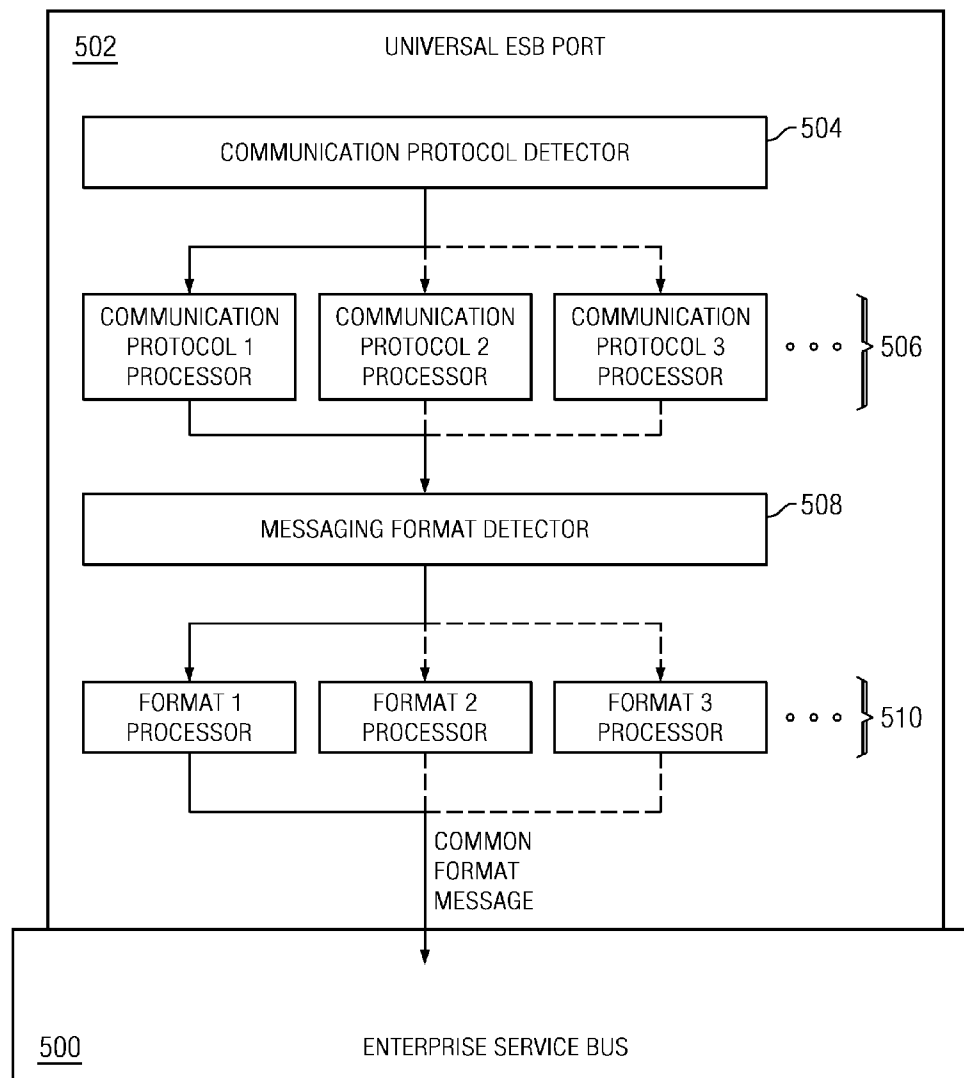 502
UNIVERSAL ESB PORT
504
COMMUNICATION PROTOCOL DETECTOR
COMMUNICATION
PROTOCOL 1
PROCESSOR
COMMUNICATION
PROTOCOL 2
PROCESSOR
COMMUNICATION
PROTOCOL 3
PROCESSOR
506
508
MESSAGING FORMAT DETECTOR
FORMAT 1
PROCESSOR
FORMAT 2
PROCESSOR
FORMAT 3
PROCESSOR
510
COMMON
FORMAT
MESSAGE
500
ENTERPRISE SERVICE BUS